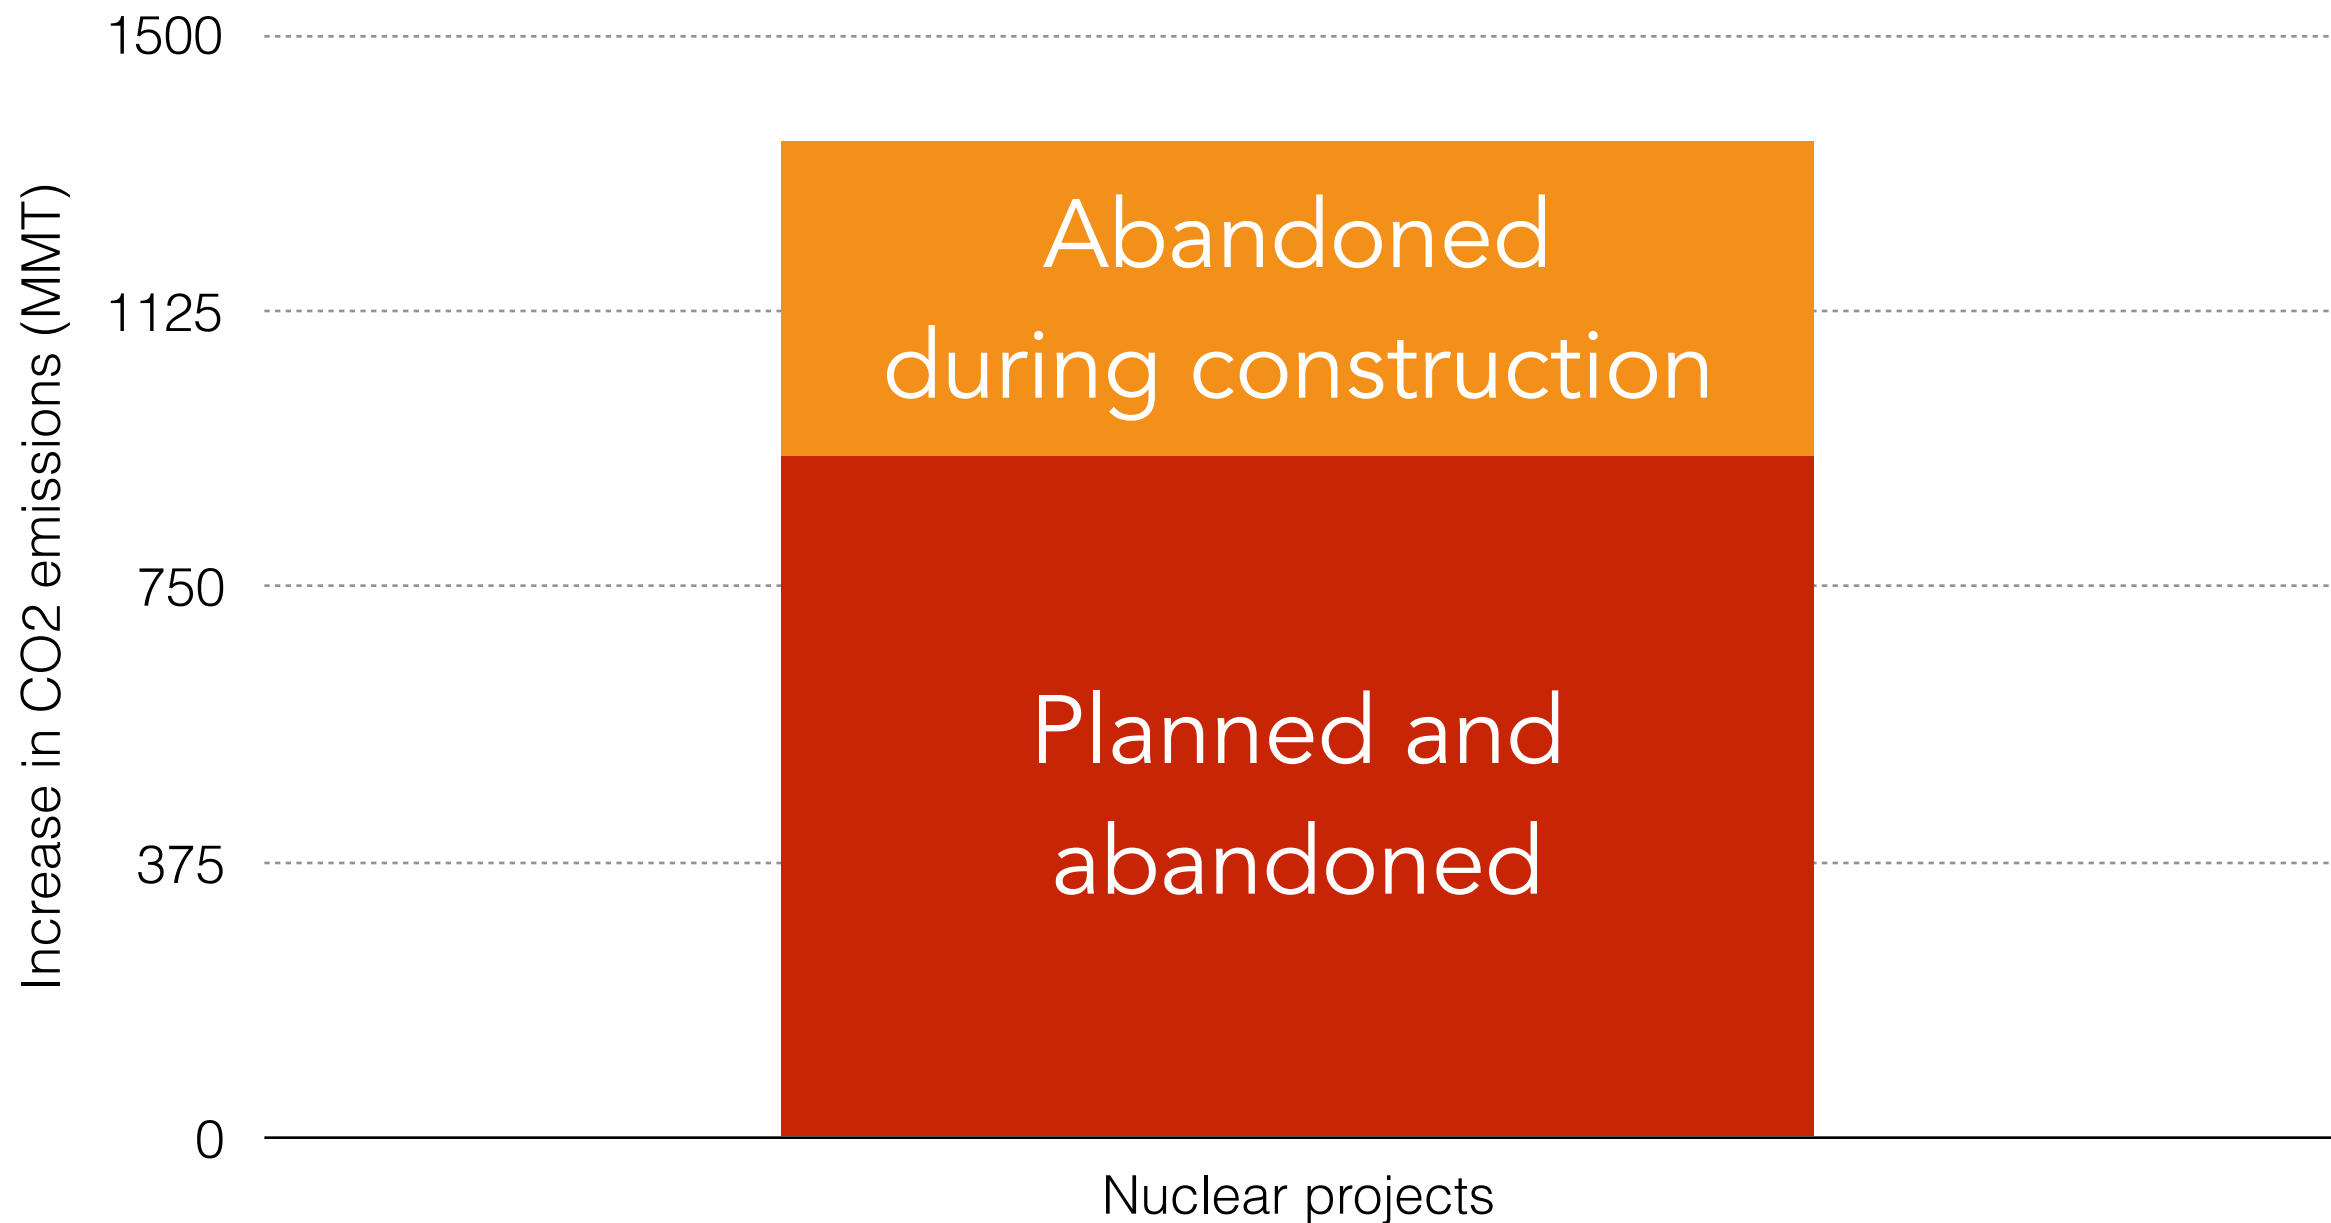 1500
1125
750
375
0
Increase in CO2 emissions (MMT)
Abandoned
during construction
Planned and
abandoned
Nuclear projects